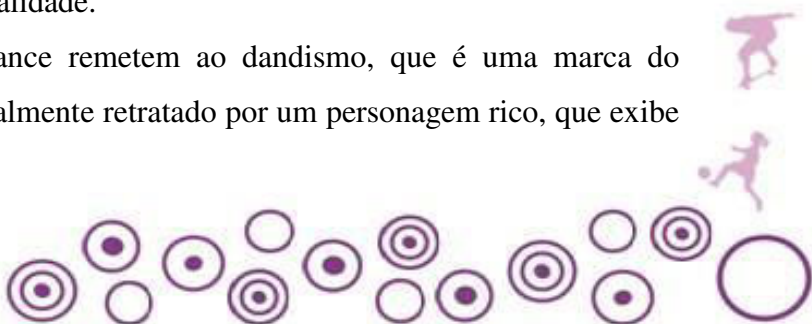 alidade.
ance remetem ao dandismo, que é uma marca do
almente retratado por um personagem rico, que exibe